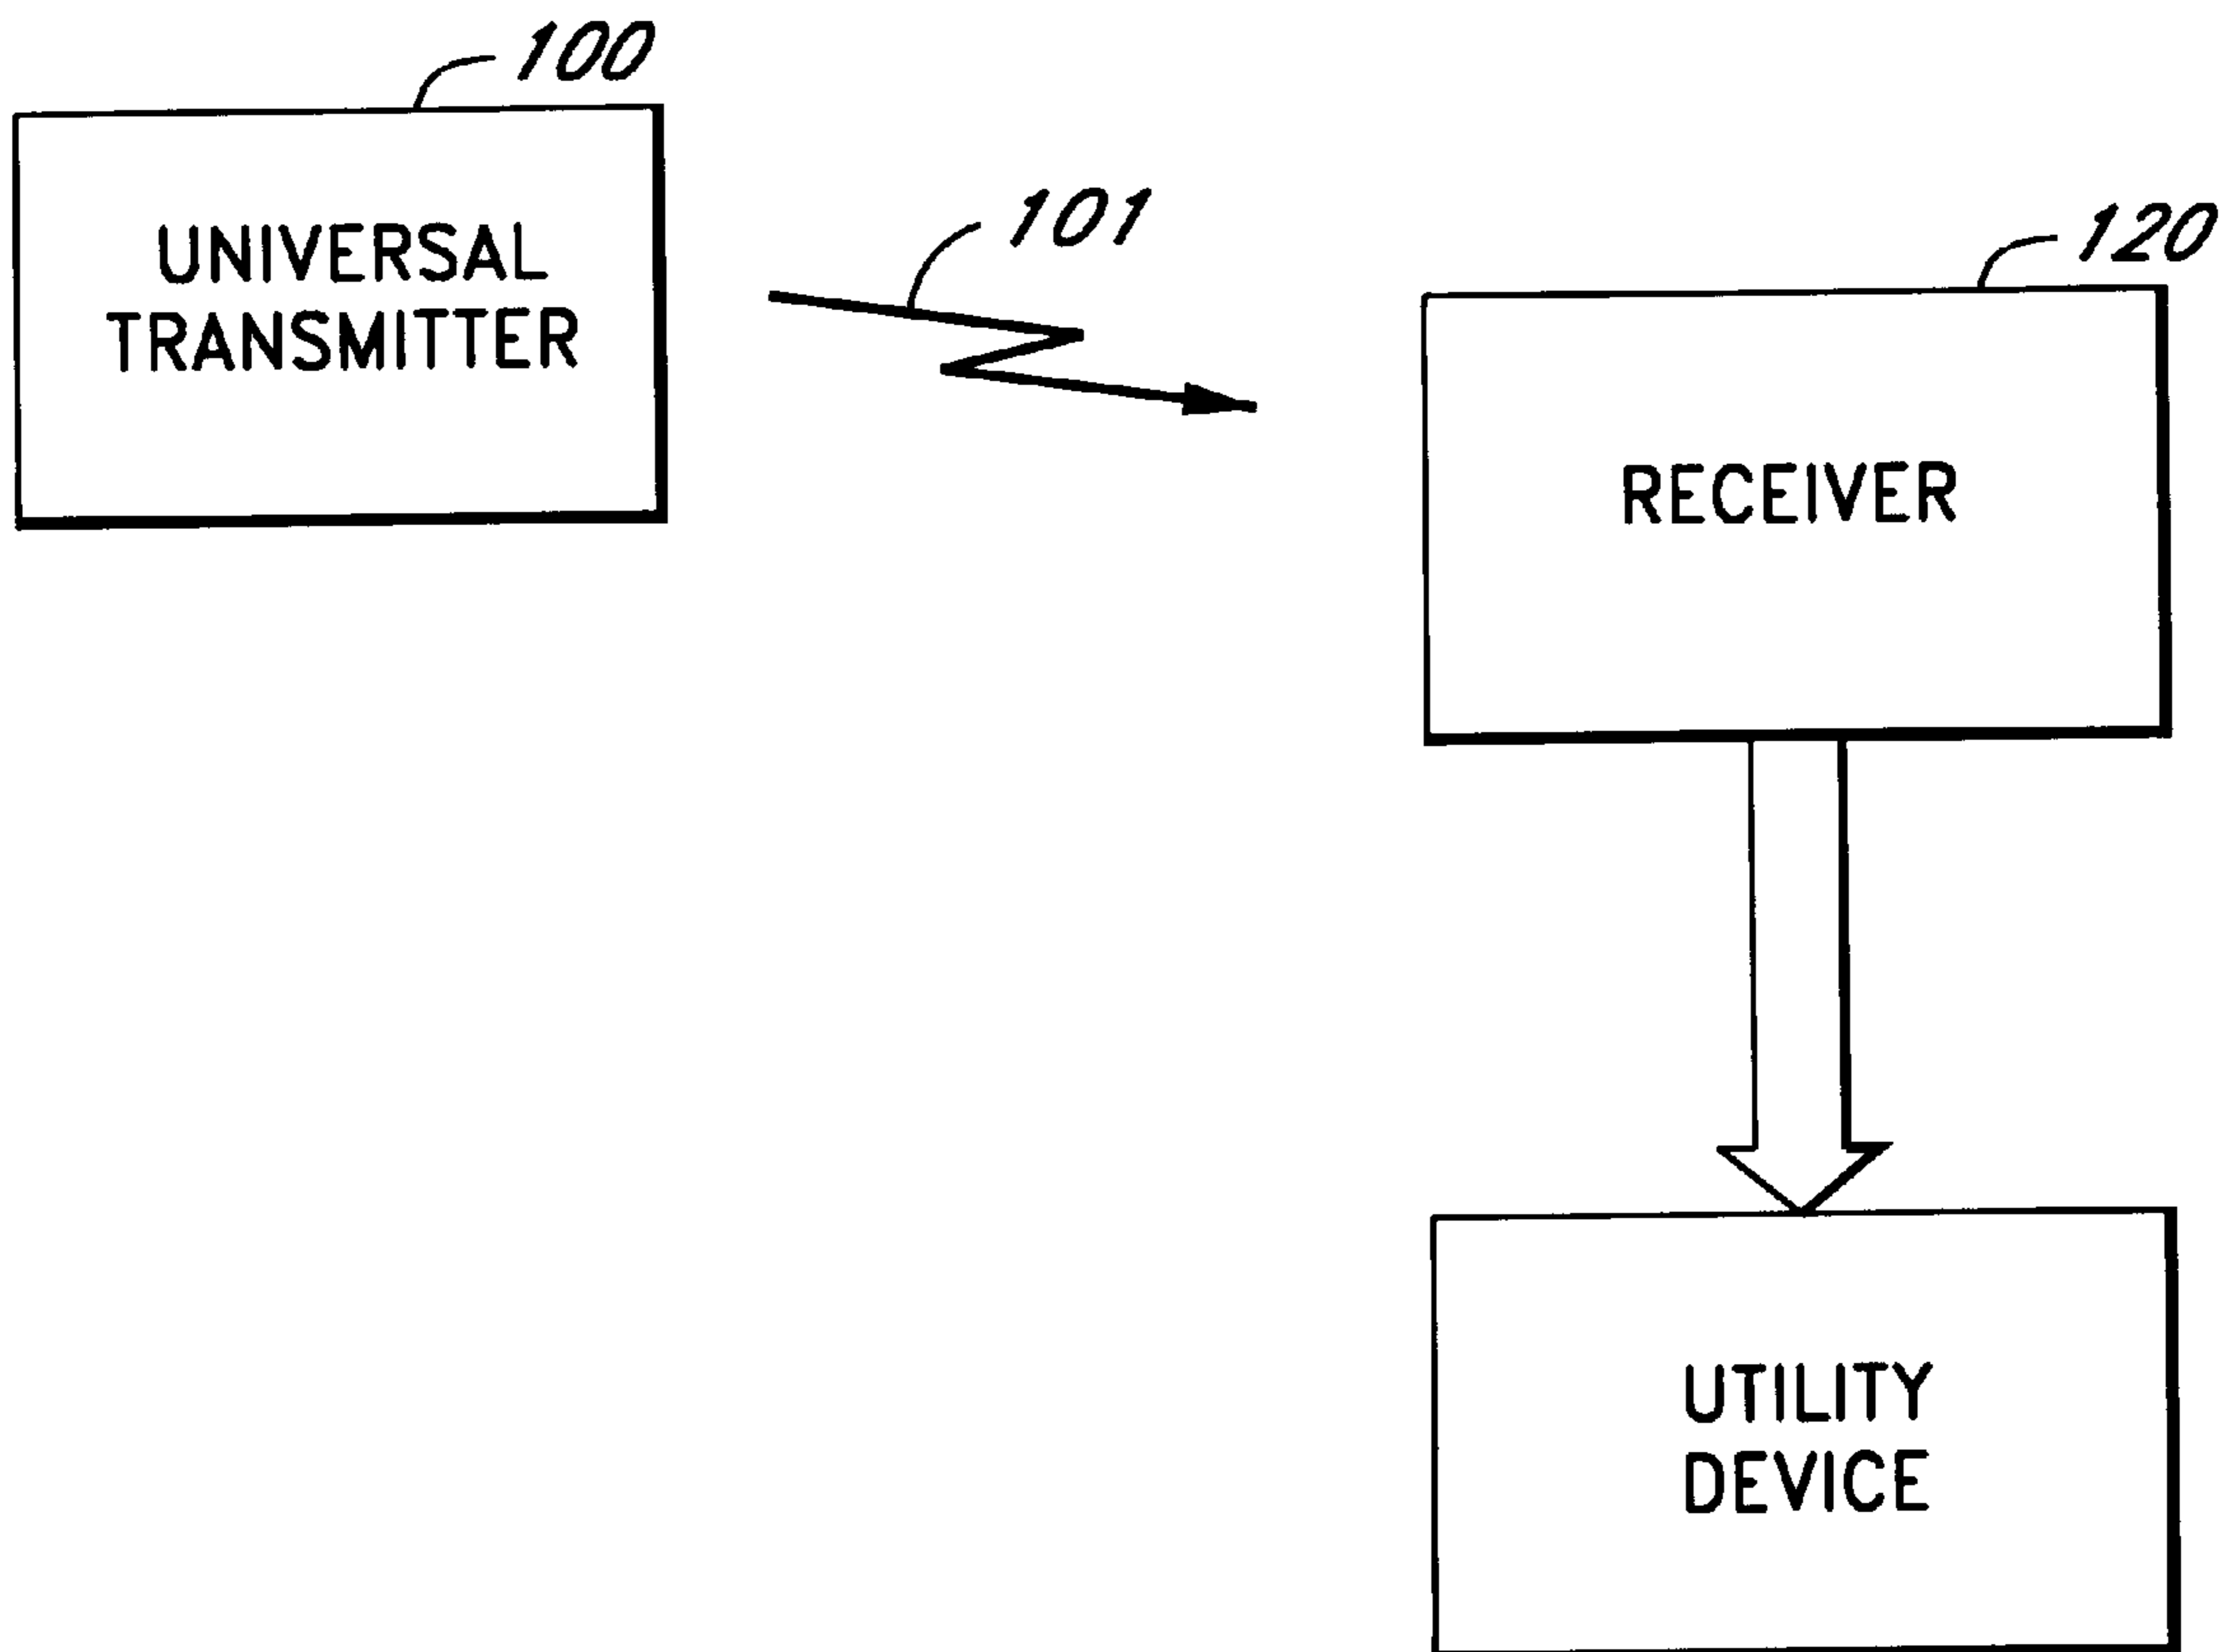 100
UNIVERSAL
TRANSMITTER
101
120
RECEIVER
UTILITY
DEVICE